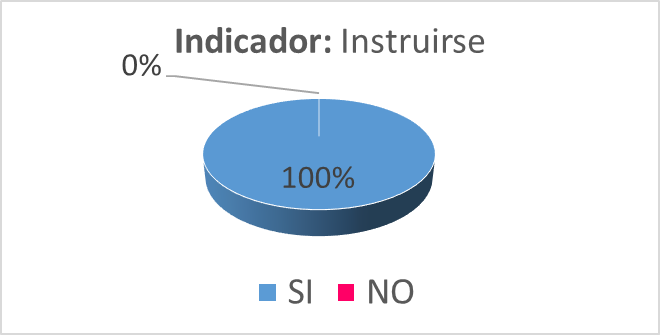 Indicador: Instruirse
0%
100%
SI NO